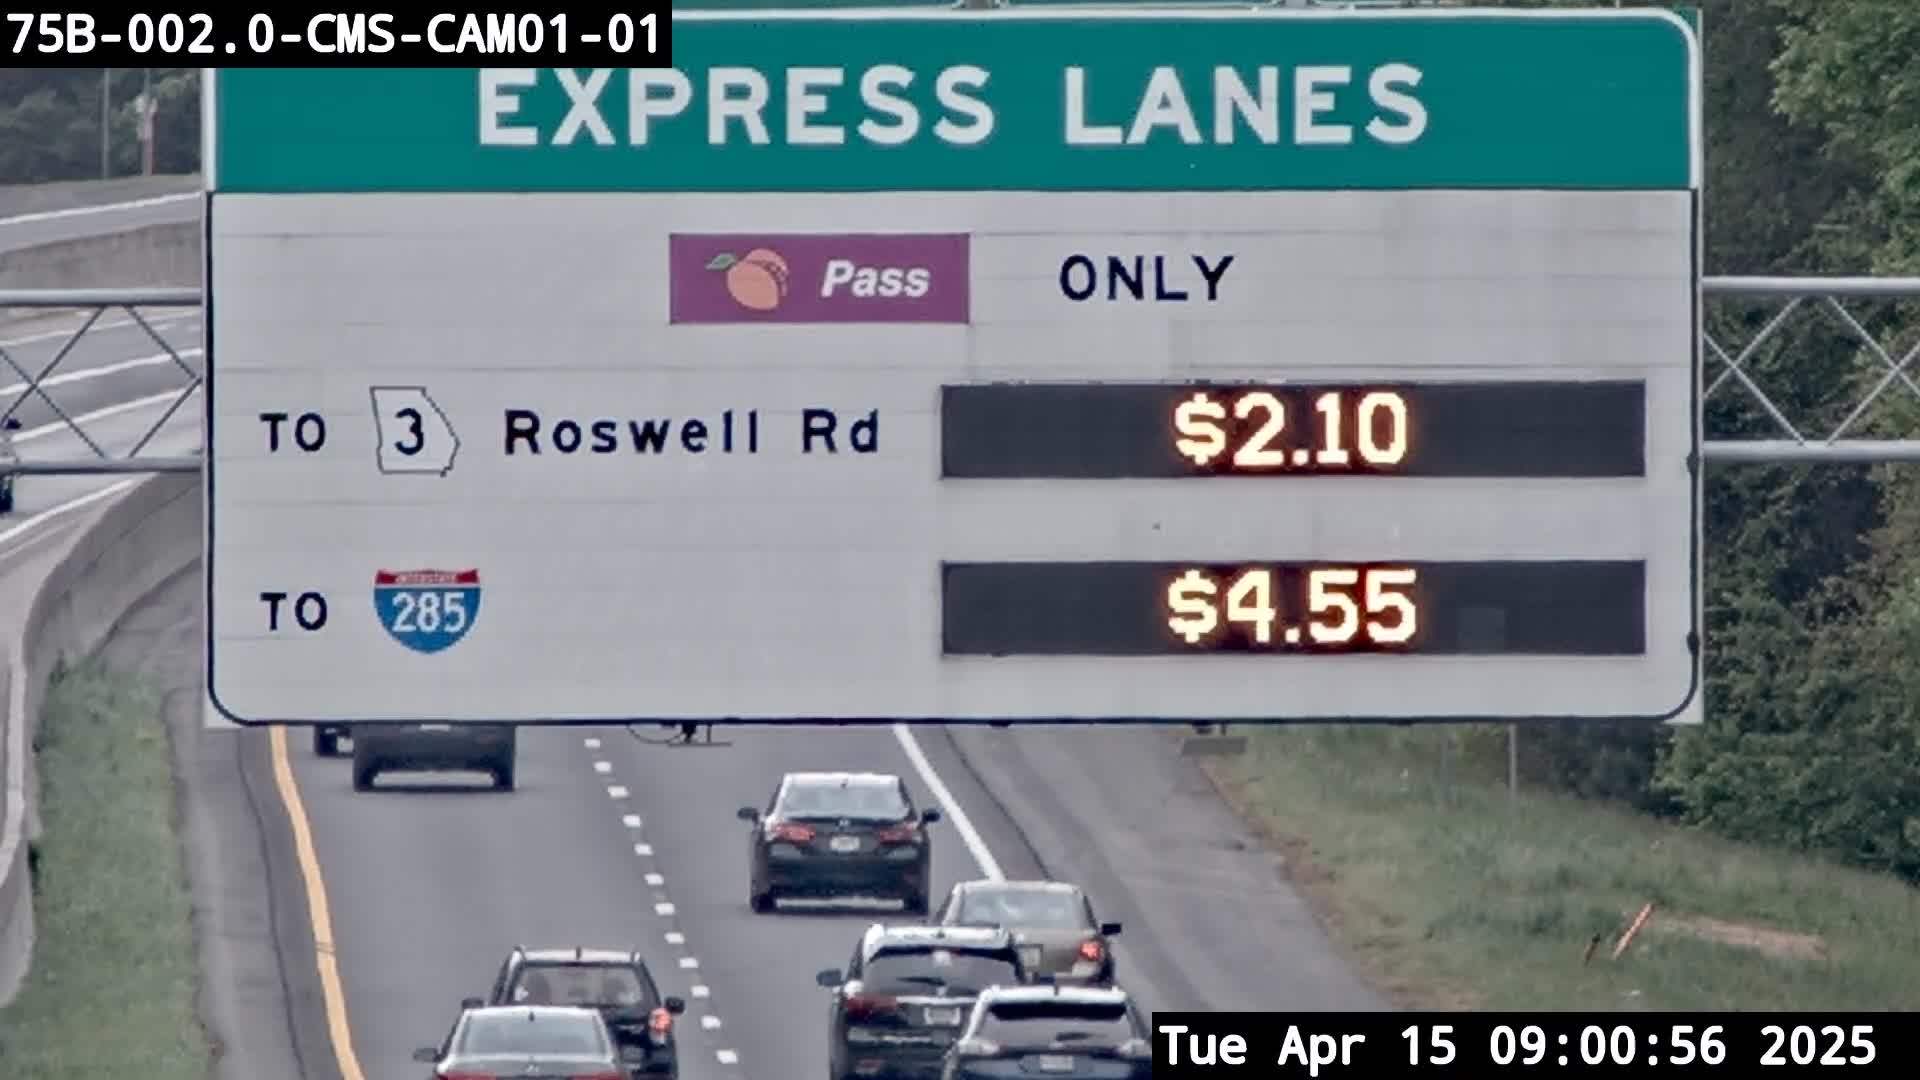 75B-002.0-CMS-CAM01-01
EXPRESS LANES
Pass ONLY
TO 3 Roswell Rd $2.10
INTERSTATE
TO 285 $4.55
Tue Apr 15 09:00:56 2025